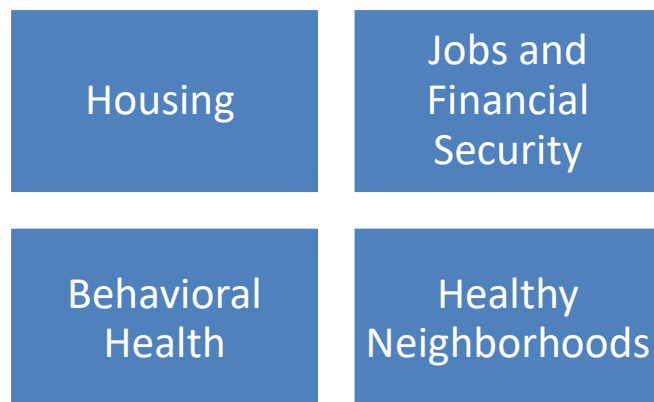 Housing
Jobs and
Financial
Security
Behavioral
Health
Healthy
Neighborhoods